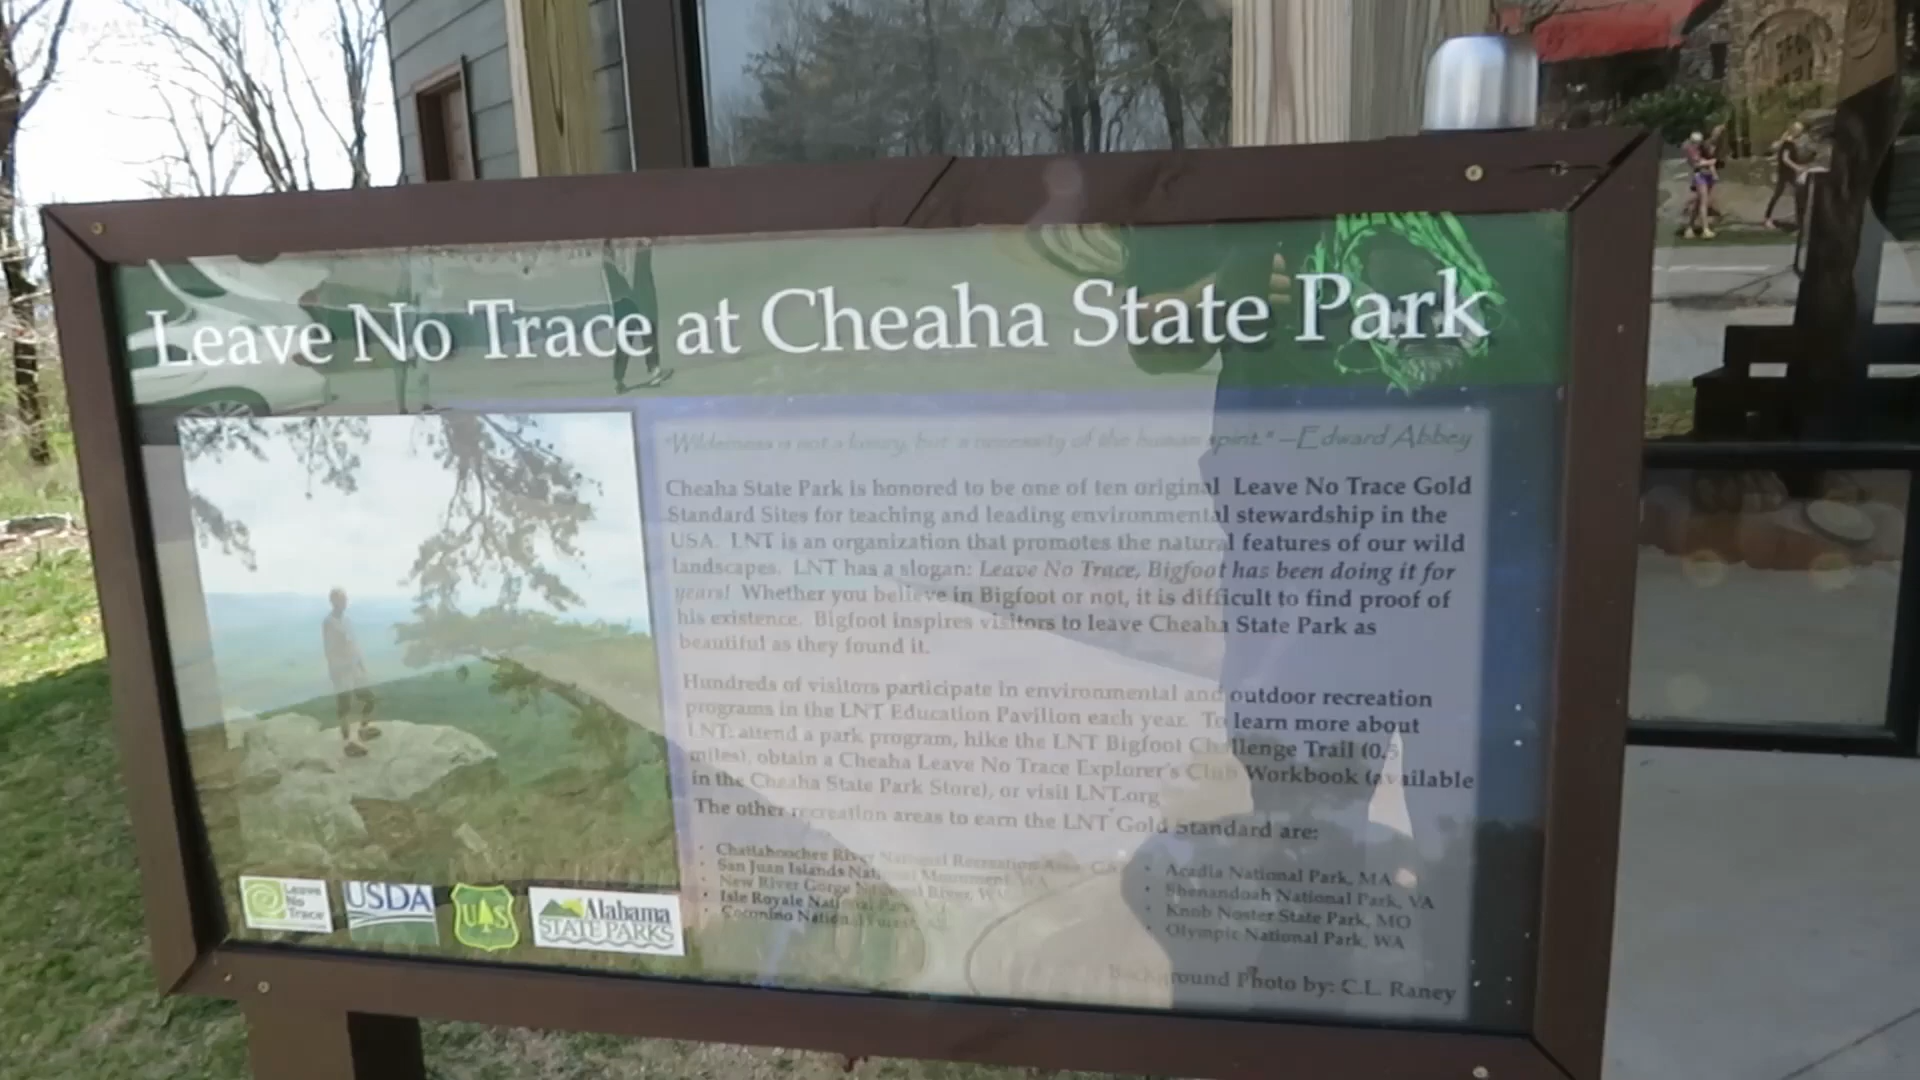 Leave No Trace at Cheaha State Park
"Wilderness is not a luxury, but a necessity of the human spirit." —Edward Abbey
Cheaha State Park is honored to be one of ten original Leave No Trace Gold
Standard Sites for teaching and leading environmental stewardship in the
USA. LNT is an organization that promotes the natural features of our wild
landscapes. LNT has a slogan: Leave No Trace, Bigfoot has been doing it for
years! Whether you believe in Bigfoot or not, it is difficult to find proof of
his existence. Bigfoot inspires visitors to leave Cheaha State Park as
beautiful as they found it.
Hundreds of visitors participate in environmental and outdoor recreation
programs in the LNT Education Pavilion each year. To learn more about
LNT: attend a park program, hike the LNT Bigfoot Challenge Trail (0.5
miles), obtain a Cheaha Leave No Trace Explorer's Club Workbook (available
in the Cheaha State Park Store), or visit LNT.org
The other recreation areas to earn the LNT Gold Standard are:
• Chattahoochee River National Recreation Area, GA
• San Juan Islands National Monument, WA
• New River Gorge National River, WV
• Isle Royale National Park
• Coconino National Forest
• Acadia National Park, MA
• Shenandoah National Park, VA
• Knob Noster State Park, MO
• Olympic National Park, WA
Background Photo by: C.L. Raney
Leave
No
Trace
USDA
U S
Alabama
STATE PARKS